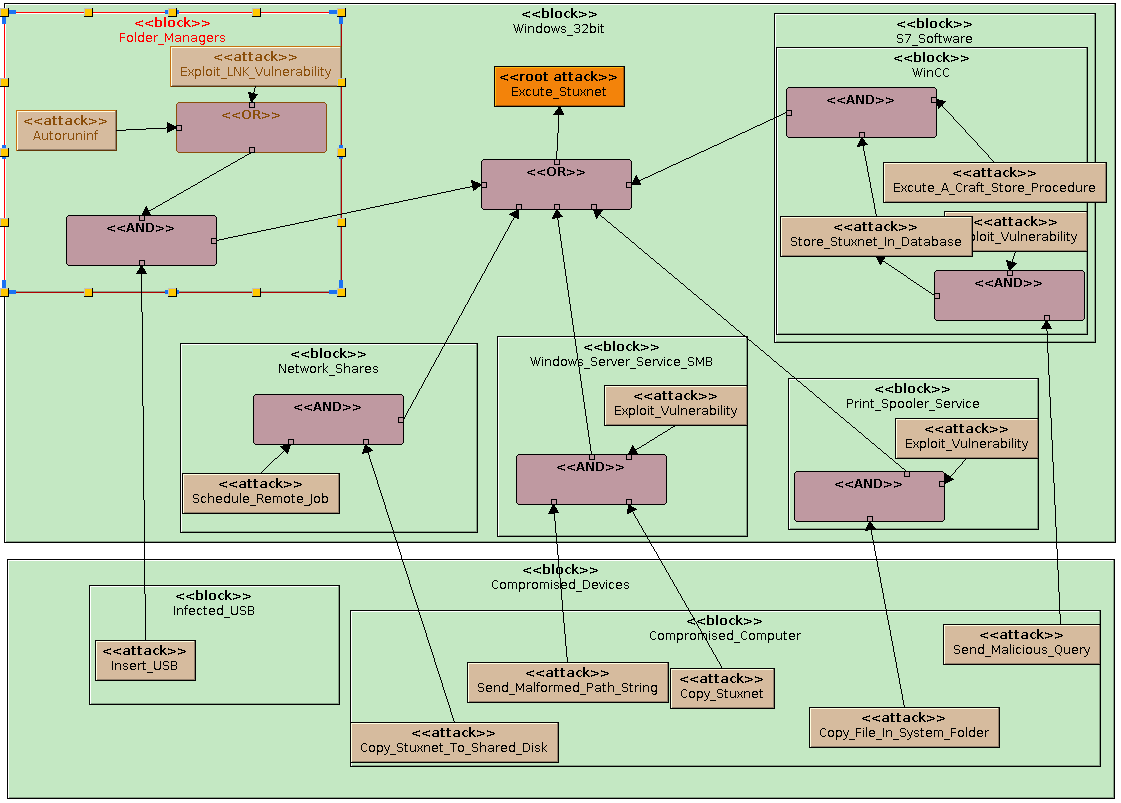 <<block>>
Folder_Managers
<<attack>>
Exploit_LNK_Vulnerability
<<attack>>
Autoruninf
<<OR>>
<<AND>>
<<block>>
Windows_32bit
<<root attack>>
Excute_Stuxnet
<<OR>>
<<block>>
S7_Software
<<block>>
WinCC
<<AND>>
<<attack>>
Excute_A_Craft_Store_Procedure
<<attack>>
Store_Stuxnet_In_Database
<<attack>>
ploit_Vulnerability
<<AND>>
<<block>>
Network_Shares
<<AND>>
<<attack>>
Schedule_Remote_Job
<<block>>
Windows_Server_Service_SMB
<<attack>>
Exploit_Vulnerability
<<AND>>
<<block>>
Print_Spooler_Service
<<attack>>
Exploit_Vulnerability
<<AND>>
<<block>>
Compromised_Devices
<<block>>
Infected_USB
<<attack>>
Insert_USB
<<block>>
Compromised_Computer
<<attack>>
Send_Malicious_Query
<<attack>>
Send_Malformed_Path_String
<<attack>>
Copy_Stuxnet
<<attack>>
Copy_File_In_System_Folder
<<attack>>
Copy_Stuxnet_To_Shared_Disk